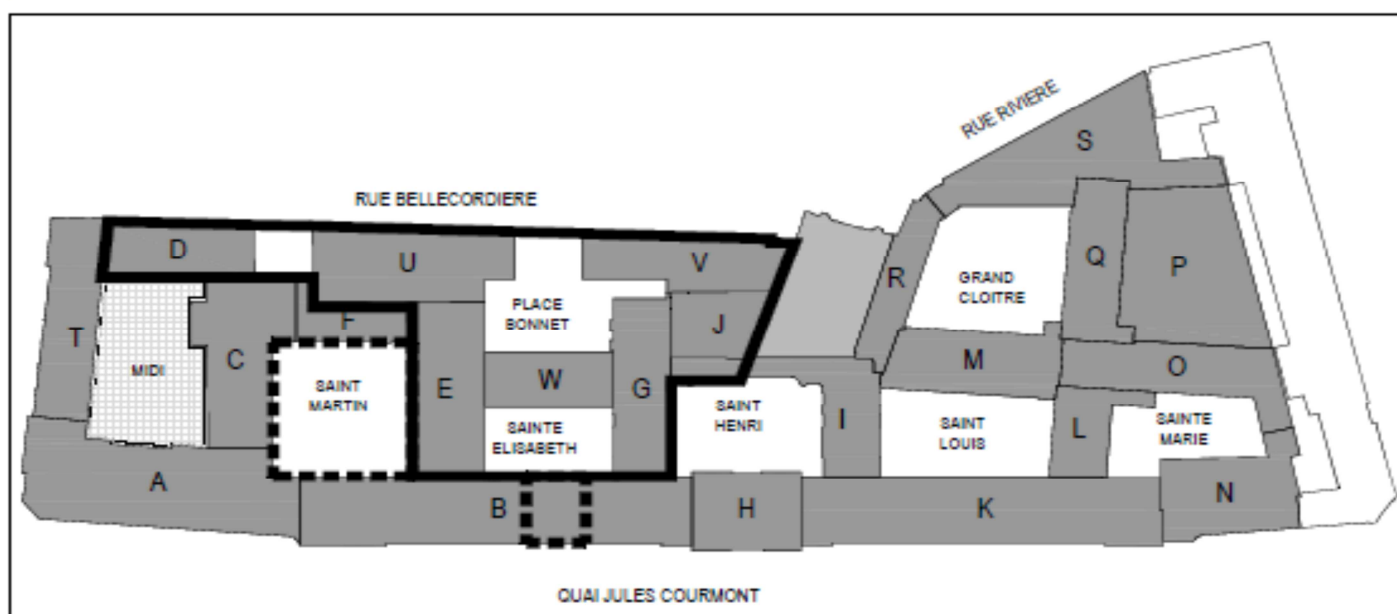 RUE RIVIERE
S
RUE BELLECORDIERE
D
U
V
R
GRAND
CLOITRE
Q
P
PLACE
BONNET
F
J
T
MIDI
C
SAINT
MARTIN
E
W
G
M
O
SAINT
HENRI
I
SAINTE
ELISABETH
SAINT
LOUIS
L
SAINTE
MARIE
A
B
H
K
N
QUAI JULES COURMONT